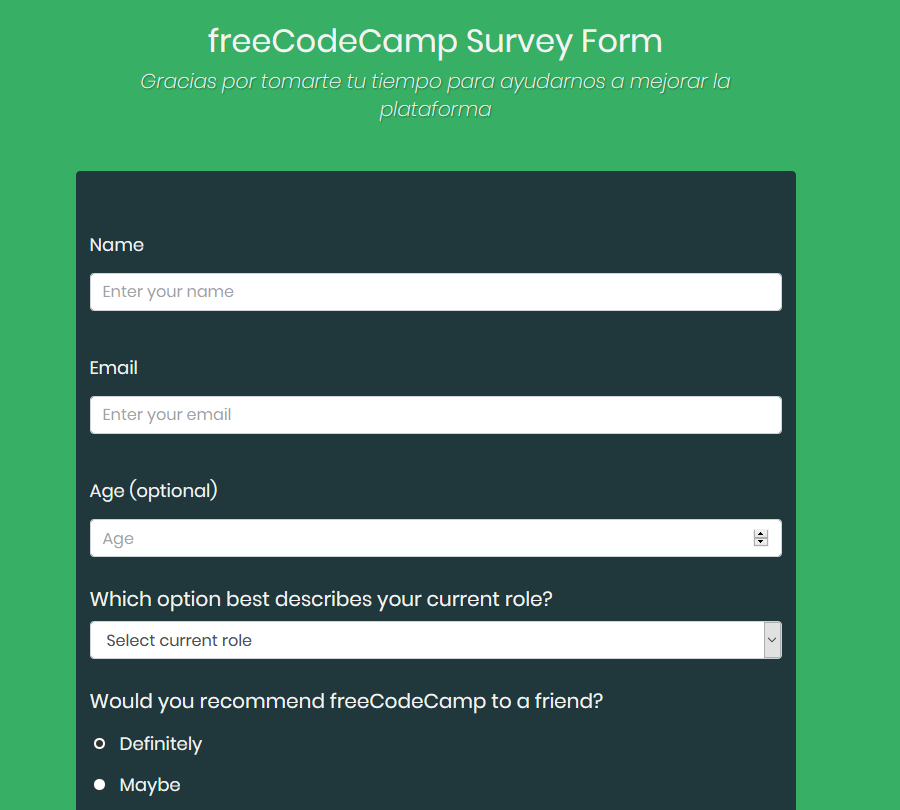 freeCodeCamp Survey Form
Gracias por tomarte tu tiempo para ayudarnos a mejorar la
plataforma
Name
Enter your name
Email
Enter your email
Age (optional)
Age
Which option best describes your current role?
Select current role
Would you recommend freeCodeCamp to a friend?
Definitely
Maybe